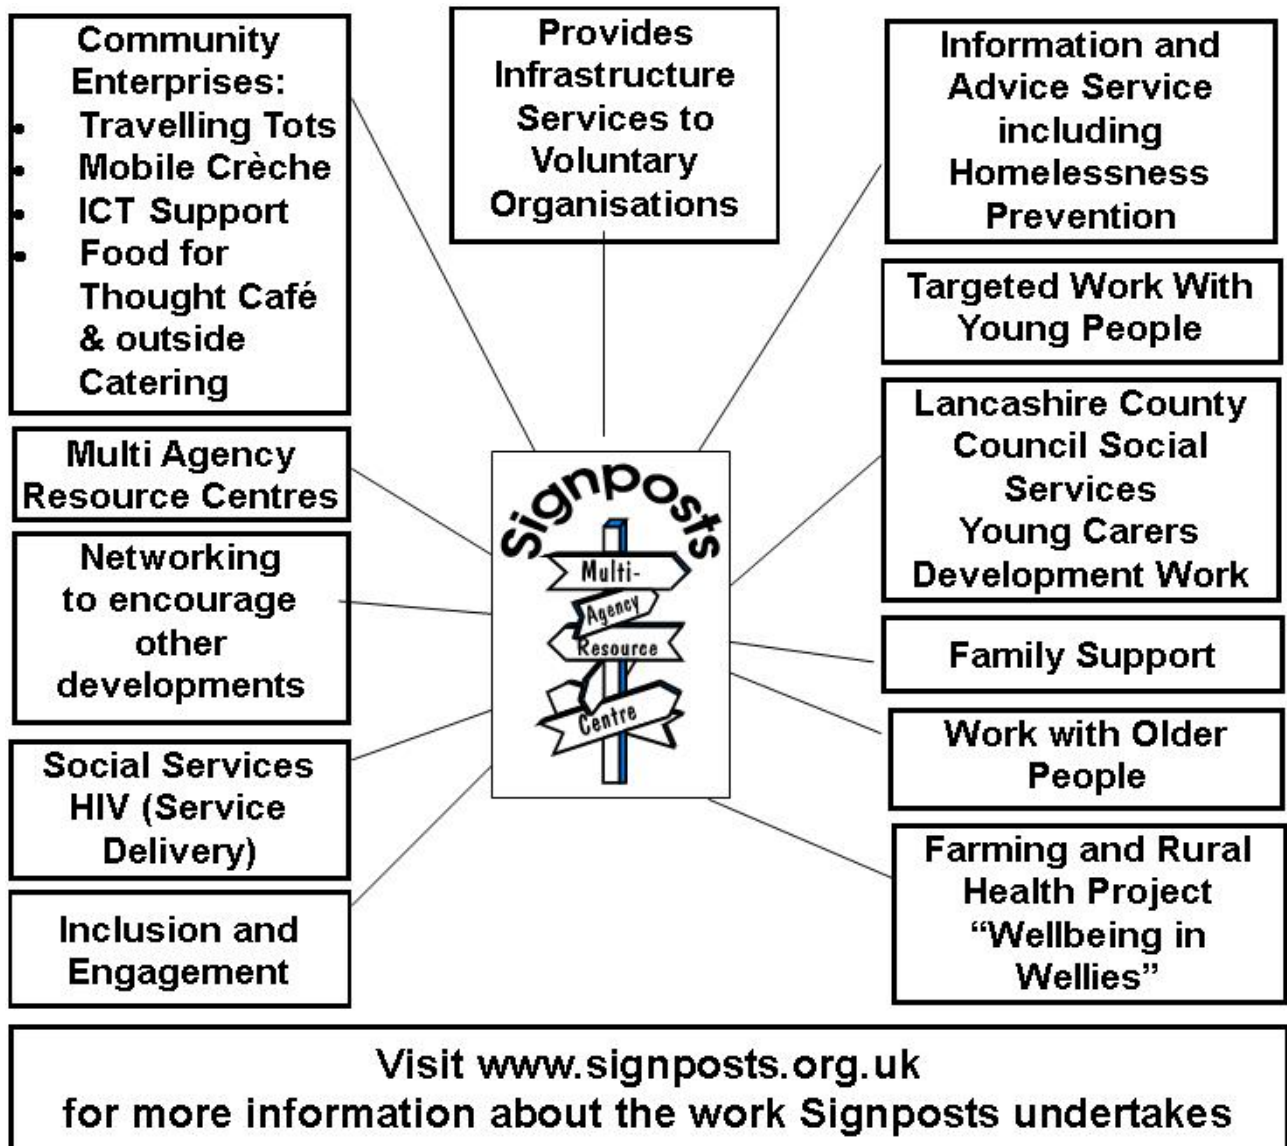 Community
Enterprises:
• Travelling Tots
• Mobile Crèche
• ICT Support
• Food for
Thought Café
& outside
Catering
Multi Agency
Resource Centres
Networking
to encourage
other
developments
Social Services
HIV (Service
Delivery)
Inclusion and
Engagement
Provides
Infrastructure
Services to
Voluntary
Organisations
Signposts
Multi-
Agency
Resource
Centre
Information and
Advice Service
including
Homelessness
Prevention
Targeted Work With
Young People
Lancashire County
Council Social
Services
Young Carers
Development Work
Family Support
Work with Older
People
Farming and Rural
Health Project
“Wellbeing in
Wellies”
Visit www.signposts.org.uk
for more information about the work Signposts undertakes